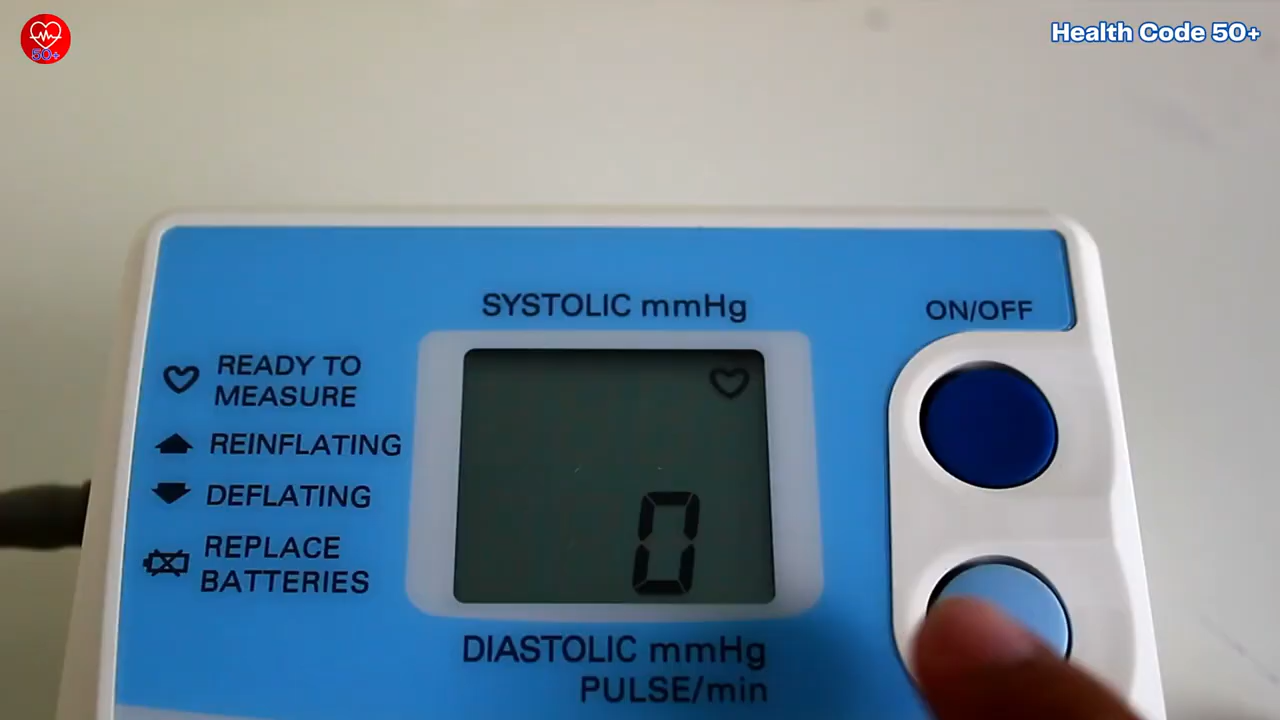 50+
Health Code 50+
SYSTOLIC mmHg
ON/OFF
READY TO
MEASURE
REINFLATING
DEFLATING
REPLACE
BATTERIES
0
DIASTOLIC mmHg
PULSE/min